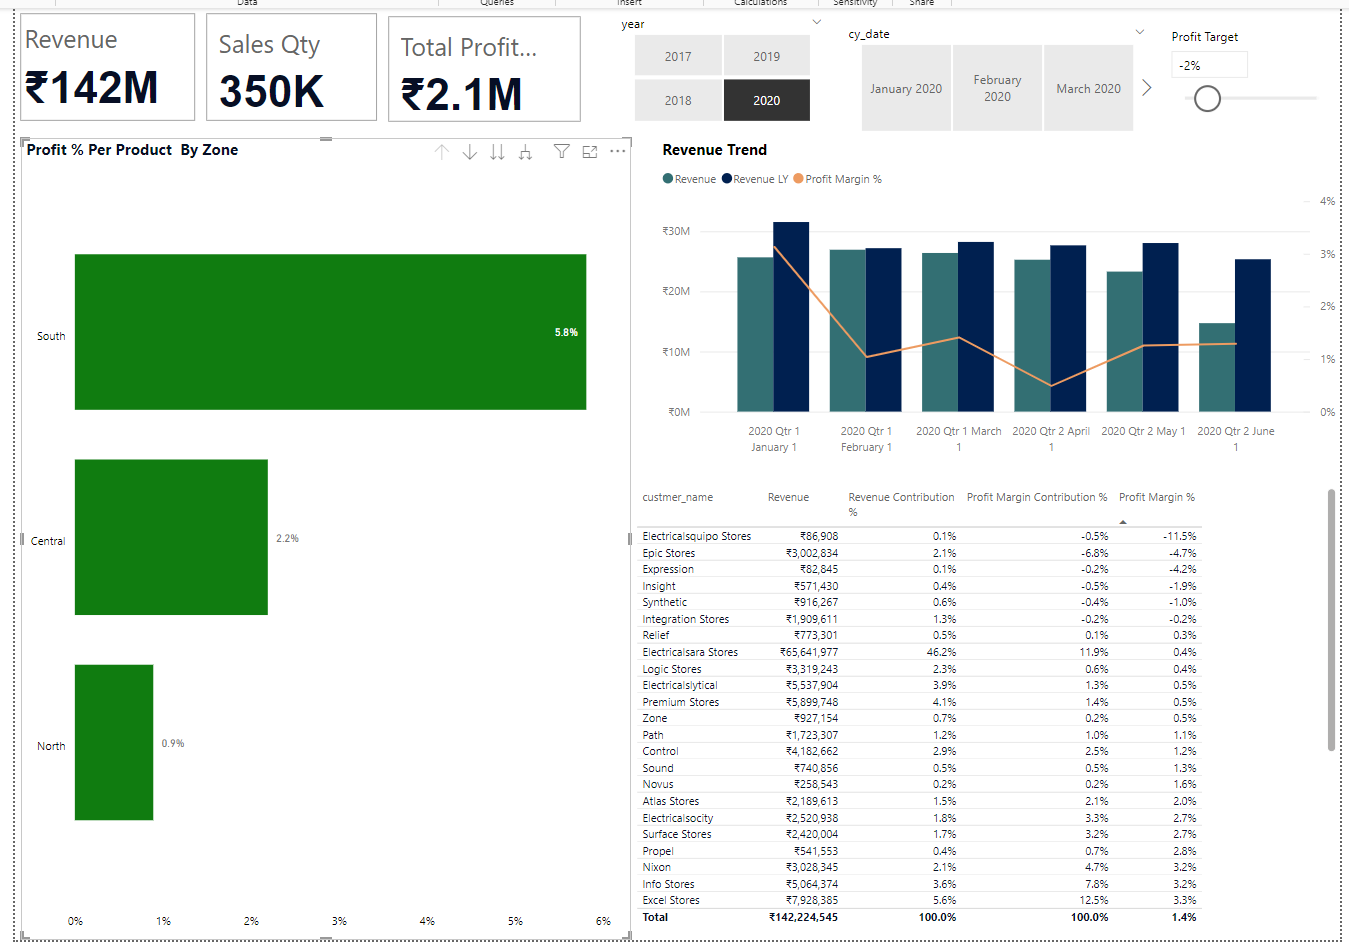 Data Queries Insert Calculations Sensitivity Share
Revenue
₹142M
Sales Qty
350K
Total Profit...
₹2.1M
year
2017 2019
2018 2020
cy_date
January 2020
February
2020
March 2020
Profit Target
-2%
Profit % Per Product By Zone
South 5.8%
Central 2.2%
North 0.9%
0% 1% 2% 3% 4% 5% 6%
Revenue Trend
Revenue Revenue LY Profit Margin %
4%
₹30M
3%
₹20M
2%
₹10M
1%
₹0M
0%
2020 Qtr 1
January 1
2020 Qtr 1
February 1
2020 Qtr 1 March
1
2020 Qtr 2 April
1
2020 Qtr 2 May 1
2020 Qtr 2 June
1
custmer_name Revenue Revenue Contribution
% Profit Margin Contribution % Profit Margin %
Electricalsquipo Stores ₹86,908 0.1% -0.5% -11.5%
Epic Stores ₹3,002,834 2.1% -6.8% -4.7%
Expression ₹82,845 0.1% -0.2% -4.2%
Insight ₹571,430 0.4% -0.5% -1.9%
Synthetic ₹916,267 0.6% -0.4% -1.0%
Integration Stores ₹1,909,611 1.3% -0.2% -0.2%
Relief ₹773,301 0.5% 0.1% 0.3%
Electricalsara Stores ₹65,641,977 46.2% 11.9% 0.4%
Logic Stores ₹3,319,243 2.3% 0.6% 0.4%
Electricalslytical ₹5,537,904 3.9% 1.3% 0.5%
Premium Stores ₹5,899,748 4.1% 1.4% 0.5%
Zone ₹927,154 0.7% 0.2% 0.5%
Path ₹1,723,307 1.2% 1.0% 1.1%
Control ₹4,182,662 2.9% 2.5% 1.2%
Sound ₹740,856 0.5% 0.5% 1.3%
Novus ₹258,543 0.2% 0.2% 1.6%
Atlas Stores ₹2,189,613 1.5% 2.1% 2.0%
Electricalsocity ₹2,520,938 1.8% 3.3% 2.7%
Surface Stores ₹2,420,004 1.7% 3.2% 2.7%
Propel ₹541,553 0.4% 0.7% 2.8%
Nixon ₹3,028,345 2.1% 4.7% 3.2%
Info Stores ₹5,064,374 3.6% 7.8% 3.2%
Excel Stores ₹7,928,385 5.6% 12.5% 3.3%
Total ₹142,224,545 100.0% 100.0% 1.4%